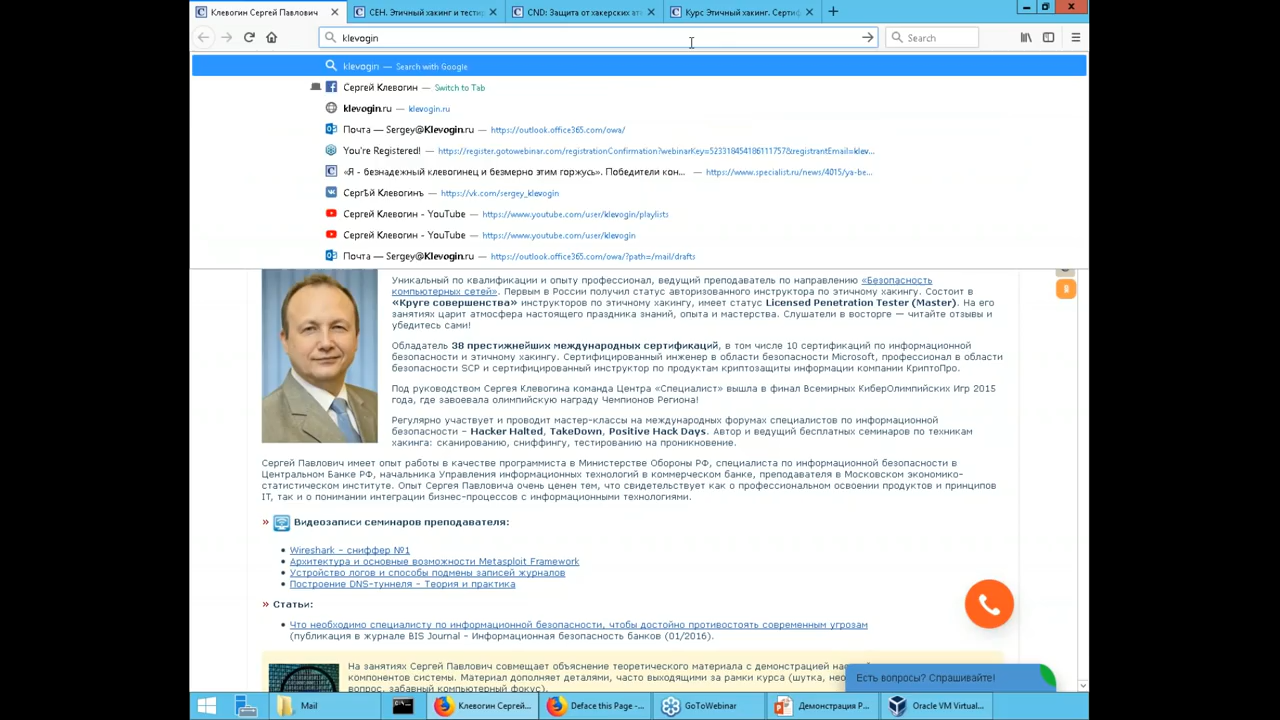 Клевогин Сергей Павлович
CEH. Этичный хакинг и тести
CND: Защита от хакерских ат
Курс Этичный хакинг. Серти
klevogin
Search
klevogin — Search with Google
Сергей Клевогин — Switch to Tab
klevogin.ru — klevogin.ru
Почта — Sergey@Klevogin.ru — https://outlook.office365.com/owa/
You're Registered! — https://register.gotowebinar.com/registrationConfirmation?webinarKey=5233184541861117578&registrantEmail=klev...
«Я - безнадежный клевогинец и безмерно этим горжусь». Победители кон... — https://www.specialist.ru/news/4015/ya-be...
Сергѣй Клевогинъ — https://vk.com/sergey_klevogin
Сергей Клевогин - YouTube — https://www.youtube.com/user/klevogin/playlists
Сергей Клевогин - YouTube — https://www.youtube.com/user/klevogin
Почта — Sergey@Klevogin.ru — https://outlook.office365.com/owa/?path=/mail/drafts
Уникальный по квалификации и опыту профессионал, ведущий преподаватель по направлению «Безопасность
компьютерных сетей». Первым в России получил статус авторизованного инструктора по этичному хакингу. Состоит в
«Круге совершенства» инструкторов по этичному хакингу, имеет статус Licensed Penetration Tester (Master). На его
занятиях царит атмосфера настоящего праздника знаний, опыта и мастерства. Слушатели в восторге — читайте отзывы и
убедитесь сами!
Обладатель 38 престижнейших международных сертификаций, в том числе 10 сертификаций по информационной
безопасности и этичному хакингу. Сертифицированный инженер в области безопасности Microsoft, профессионал в области
безопасности SCP и сертифицированный инструктор по продуктам криптозащиты информации компании КриптоПро.
Под руководством Сергея Клевогина команда Центра «Специалист» вышла в финал Всемирных КиберОлимпийских Игр 2015
года, где завоевала олимпийскую награду Чемпионов Региона!
Регулярно участвует и проводит мастер-классы на международных форумах специалистов по информационной
безопасности – Hacker Halted, TakeDown, Positive Hack Days. Автор и ведущий бесплатных семинаров по техникам
хакинга: сканированию, сниффингу, тестированию на проникновение.
Сергей Павлович имеет опыт работы в качестве программиста в Министерстве Обороны РФ, специалиста по информационной безопасности в
Центральном Банке РФ, начальника Управления информационных технологий в коммерческом банке, преподавателя в Московском экономико-
статистическом институте. Опыт Сергея Павловича очень ценен тем, что свидетельствует как о профессиональном освоении продуктов и принципов
IT, так и о понимании интеграции бизнес-процессов с информационными технологиями.
» Видеозаписи семинаров преподавателя:
Wireshark - сниффер №1
Архитектура и основные возможности Metasploit Framework
Устройство логов и способы подмены записей журналов
Построение DNS-туннеля - Теория и практика
» Статьи:
Что необходимо специалисту по информационной безопасности, чтобы достойно противостоять современным угрозам
(публикация в журнале BIS Journal - Информационная безопасность банков (01/2016).
На занятиях Сергей Павлович совмещает объяснение теоретического материала с демонстрацией нас
компонентов системы. Материал дополняет деталями, часто выходящими за рамки курса (шутка, нео
вопрос, забавный компьютерный фокус).
Есть вопросы? Спрашивайте!
Mail
Клевогин Сергей...
Deface this Page - ...
GoToWebinar
Демонстрация P...
Oracle VM Virtual...